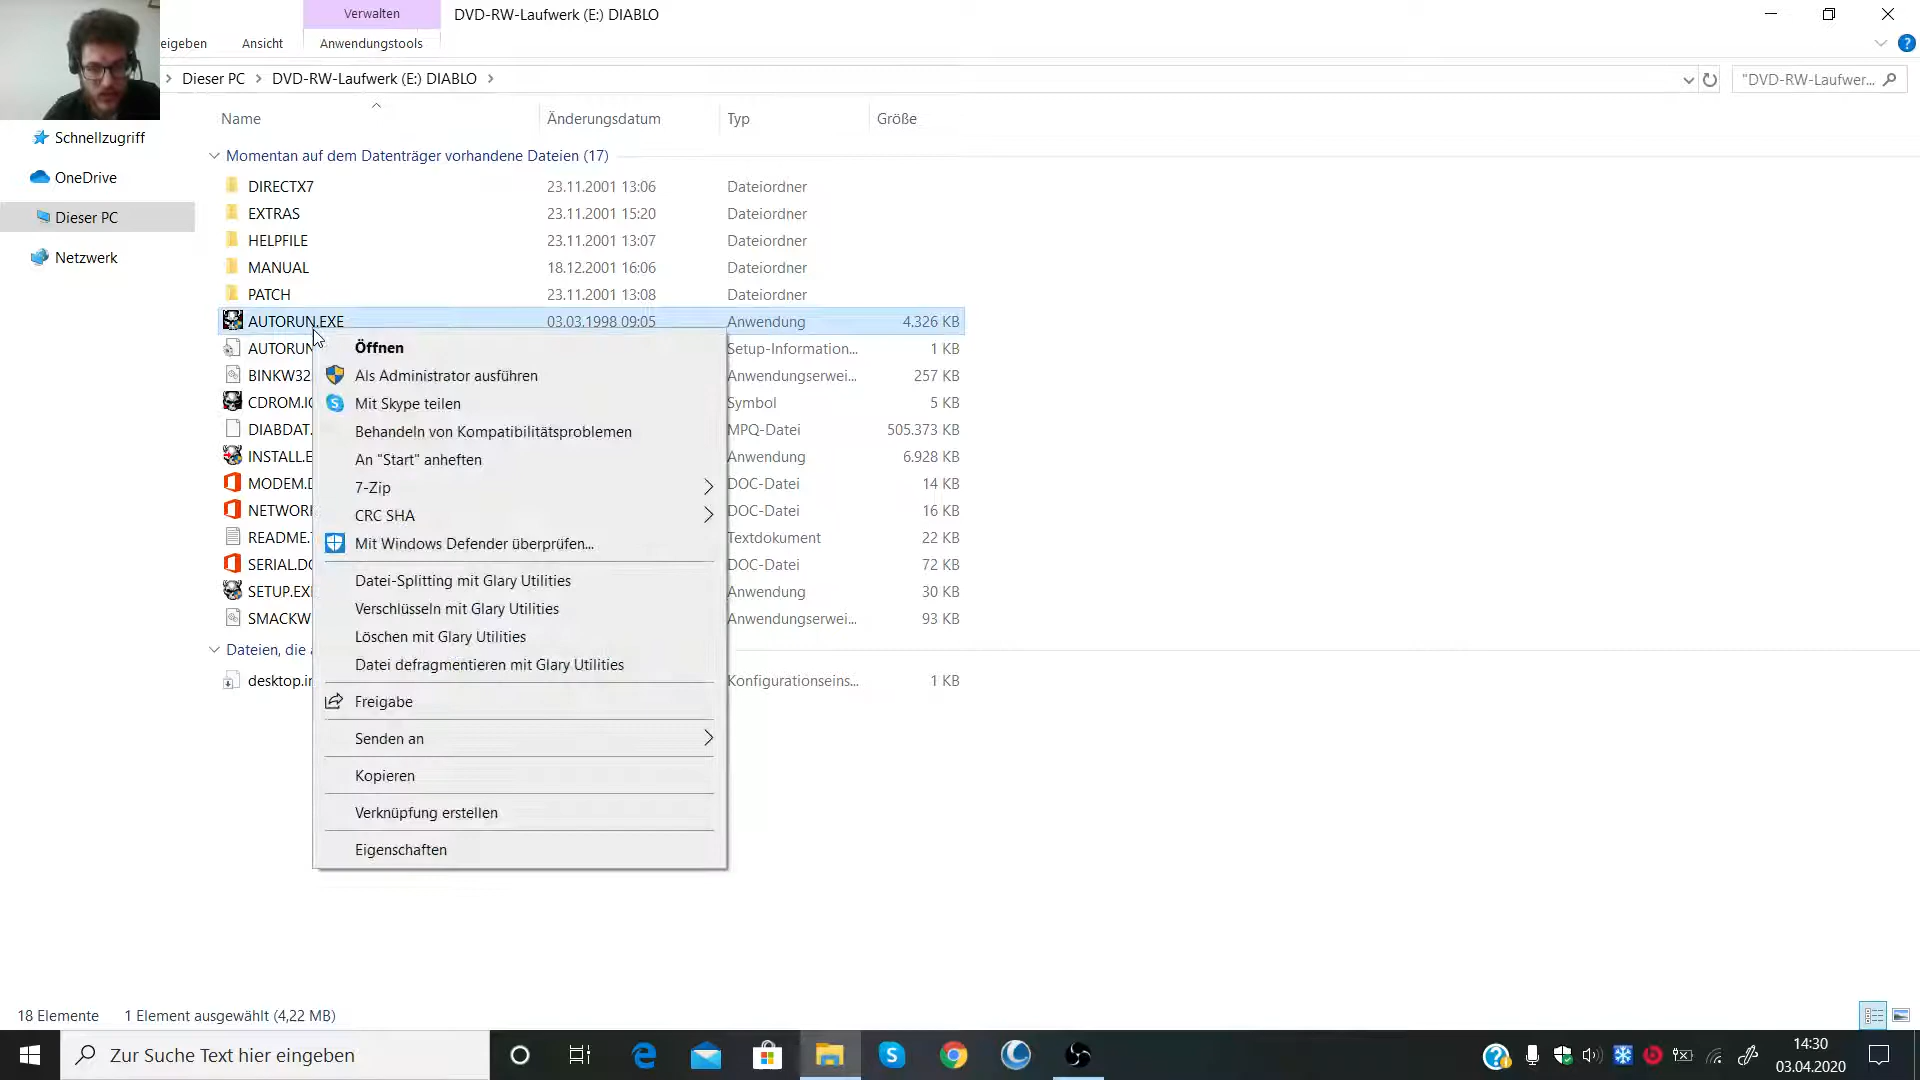 Verwalten
DVD-RW-Laufwerk (E:) DIABLO
eigeben
Ansicht
Anwendungstools
Dieser PC
DVD-RW-Laufwerk (E:) DIABLO
"DVD-RW-Laufwer...
Name
Änderungsdatum
Typ
Größe
Schnellzugriff
OneDrive
Dieser PC
Netzwerk
Momentan auf dem Datenträger vorhandene Dateien (17)
DIRECTX7 23.11.2001 13:06 Dateiordner
EXTRAS 23.11.2001 15:20 Dateiordner
HELPFILE 23.11.2001 13:07 Dateiordner
MANUAL 18.12.2001 16:06 Dateiordner
PATCH 23.11.2001 13:08 Dateiordner
AUTORUN.EXE 03.03.1998 09:05 Anwendung 4.326 KB
AUTORUN Setup-Information... 1 KB
BINKW32 Anwendungserwei... 257 KB
CDROM.IC Symbol 5 KB
DIABDAT. MPQ-Datei 505.373 KB
INSTALL.E Anwendung 6.928 KB
MODEM.D DOC-Datei 14 KB
NETWOR DOC-Datei 16 KB
README. Textdokument 22 KB
SERIAL.DO DOC-Datei 72 KB
SETUP.EX Anwendung 30 KB
SMACKW Anwendungserwei... 93 KB
Dateien, die
desktop.in Konfigurationseins... 1 KB
Öffnen
Als Administrator ausführen
Mit Skype teilen
Behandeln von Kompatibilitätsproblemen
An "Start" anheften
7-Zip
CRC SHA
Mit Windows Defender überprüfen...
Datei-Splitting mit Glary Utilities
Verschlüsseln mit Glary Utilities
Löschen mit Glary Utilities
Datei defragmentieren mit Glary Utilities
Freigabe
Senden an
Kopieren
Verknüpfung erstellen
Eigenschaften
18 Elemente
1 Element ausgewählt (4,22 MB)
Zur Suche Text hier eingeben
14:30
03.04.2020